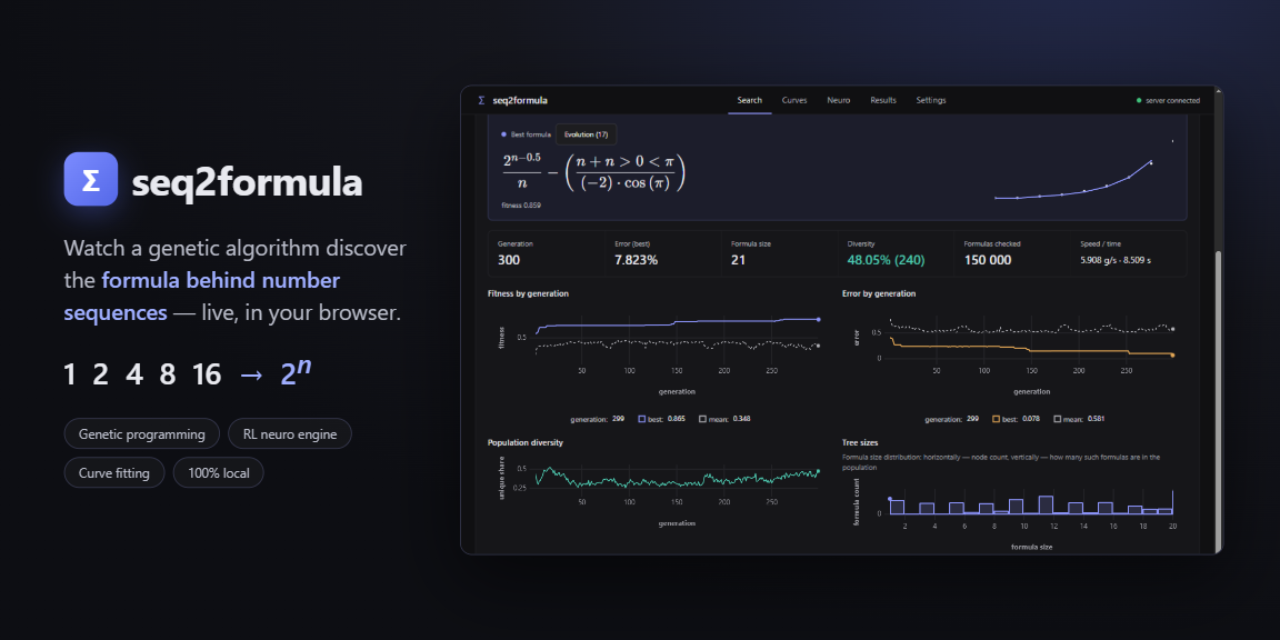 Σ seq2formula
Watch a genetic algorithm discover
the formula behind number
sequences — live, in your browser.
1 2 4 8 16 → 2ⁿ
Genetic programming
RL neuro engine
Curve fitting
100% local
Σ seq2formula
Search Curves Neuro Results Settings
server connected
Best formula
Evolution (17)
2^{n−0.5} / n − ( n + n > 0 < π / (−2) · cos (π) )
fitness 0.859
Generation
300
Error (best)
7.823%
Formula size
21
Diversity
48.05% (240)
Formulas checked
150 000
Speed / time
5.908 g/s · 8.509 s
Fitness by generation
fitness
0.5
50 100 150 200 250
generation
generation: 299 best: 0.865 mean: 0.348
Error by generation
error
0.5
0
50 100 150 200 250
generation
generation: 299 best: 0.078 mean: 0.581
Population diversity
unique share
0.5
0.25
50 100 150 200 250
generation
Tree sizes
Formula size distribution: horizontally — node count, vertically — how many such formulas are in the
population
formula count
0
2 4 6 8 10 12 14 16 18 20
formula size